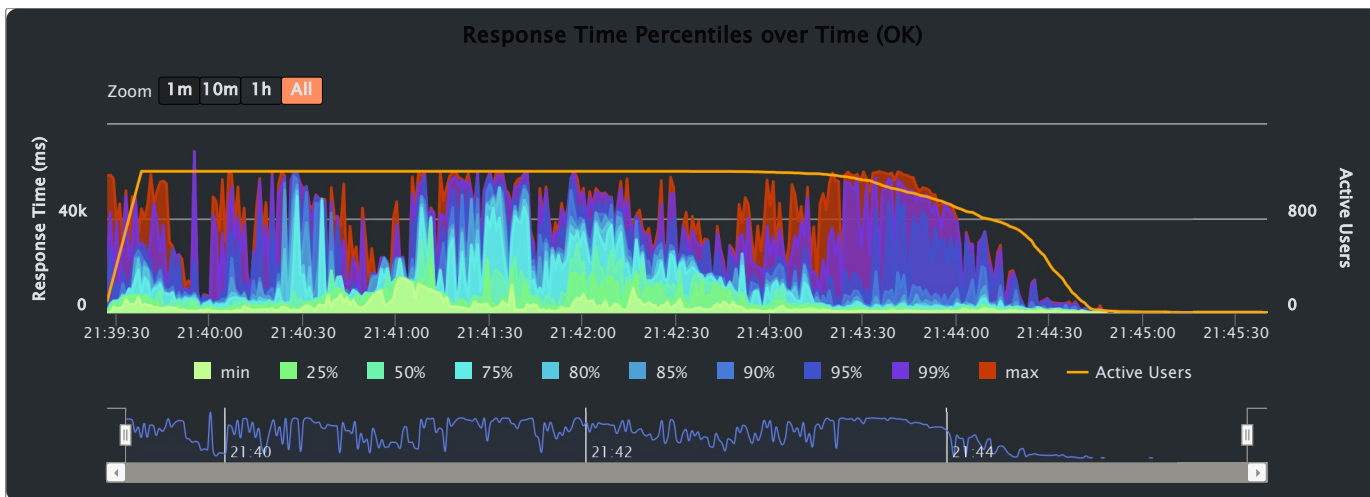 Response Time Percentiles over Time (OK)
Zoom 1m 10m 1h All
Response Time (ms)
40k
0
Active Users
800
0
21:39:30 21:40:00 21:40:30 21:41:00 21:41:30 21:42:00 21:42:30 21:43:00 21:43:30 21:44:00 21:44:30 21:45:00 21:45:30
min 25% 50% 75% 80% 85% 90% 95% 99% max Active Users
21:40 21:42 21:44